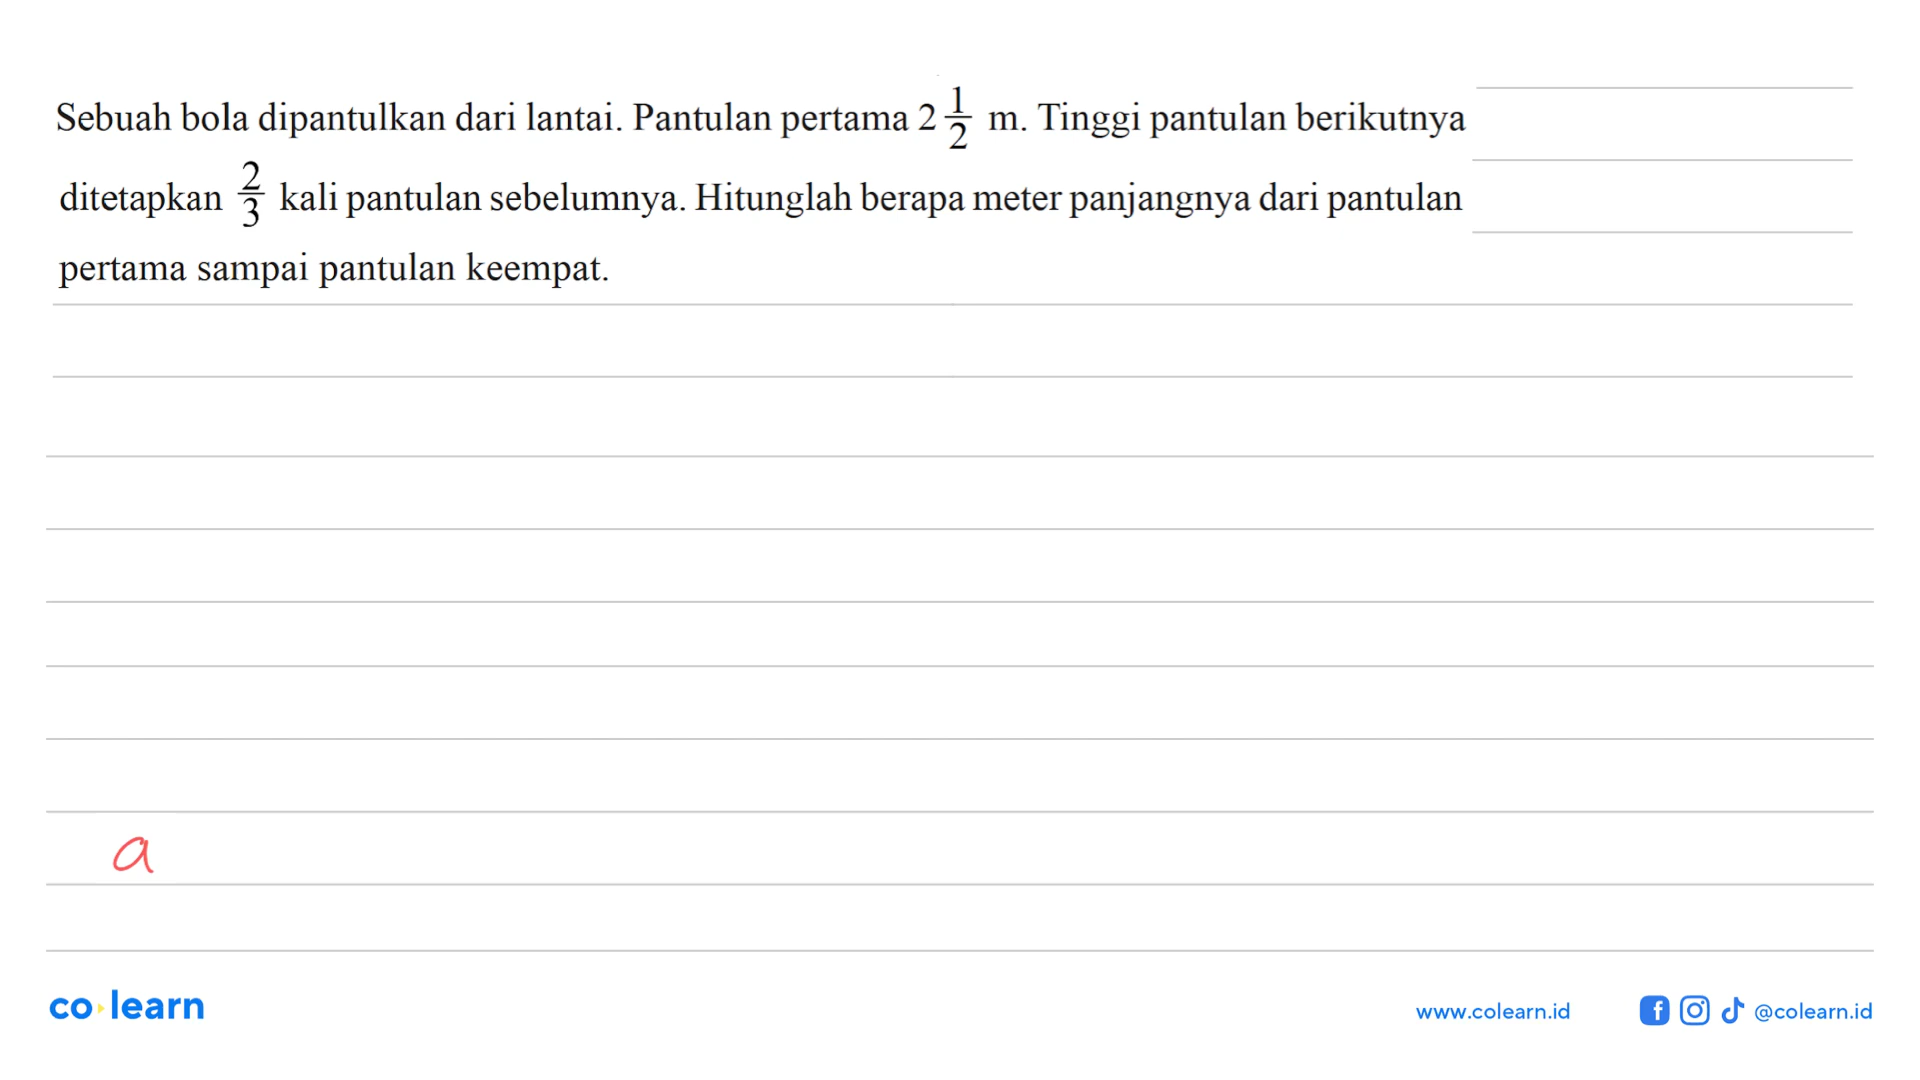 Sebuah bola dipantulkan dari lantai. Pantulan pertama 2 1/2 m. Tinggi pantulan berikutnya
ditetapkan 2/3 kali pantulan sebelumnya. Hitunglah berapa meter panjangnya dari pantulan
pertama sampai pantulan keempat.
a
co learn
www.colearn.id
@colearn.id